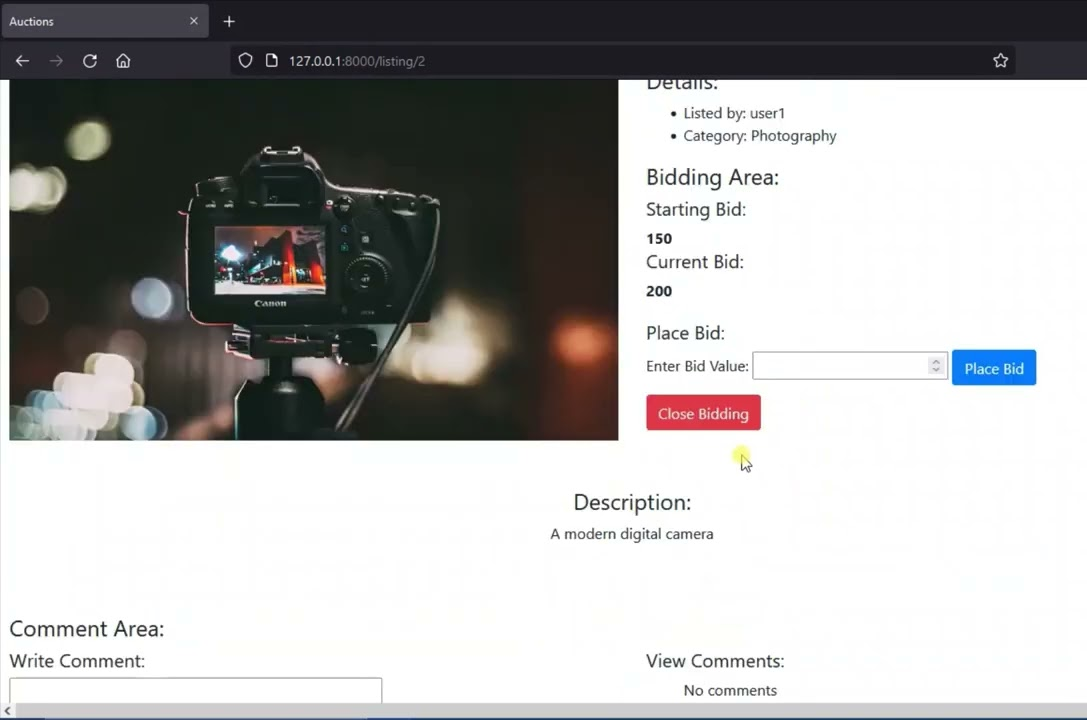 Auctions
127.0.0.1:8000/listing/2
Details:
• Listed by: user1
• Category: Photography
Bidding Area:
Starting Bid:
150
Current Bid:
200
Place Bid:
Enter Bid Value:
Place Bid
Close Bidding
Canon
Description:
A modern digital camera
Comment Area:
Write Comment:
View Comments:
No comments